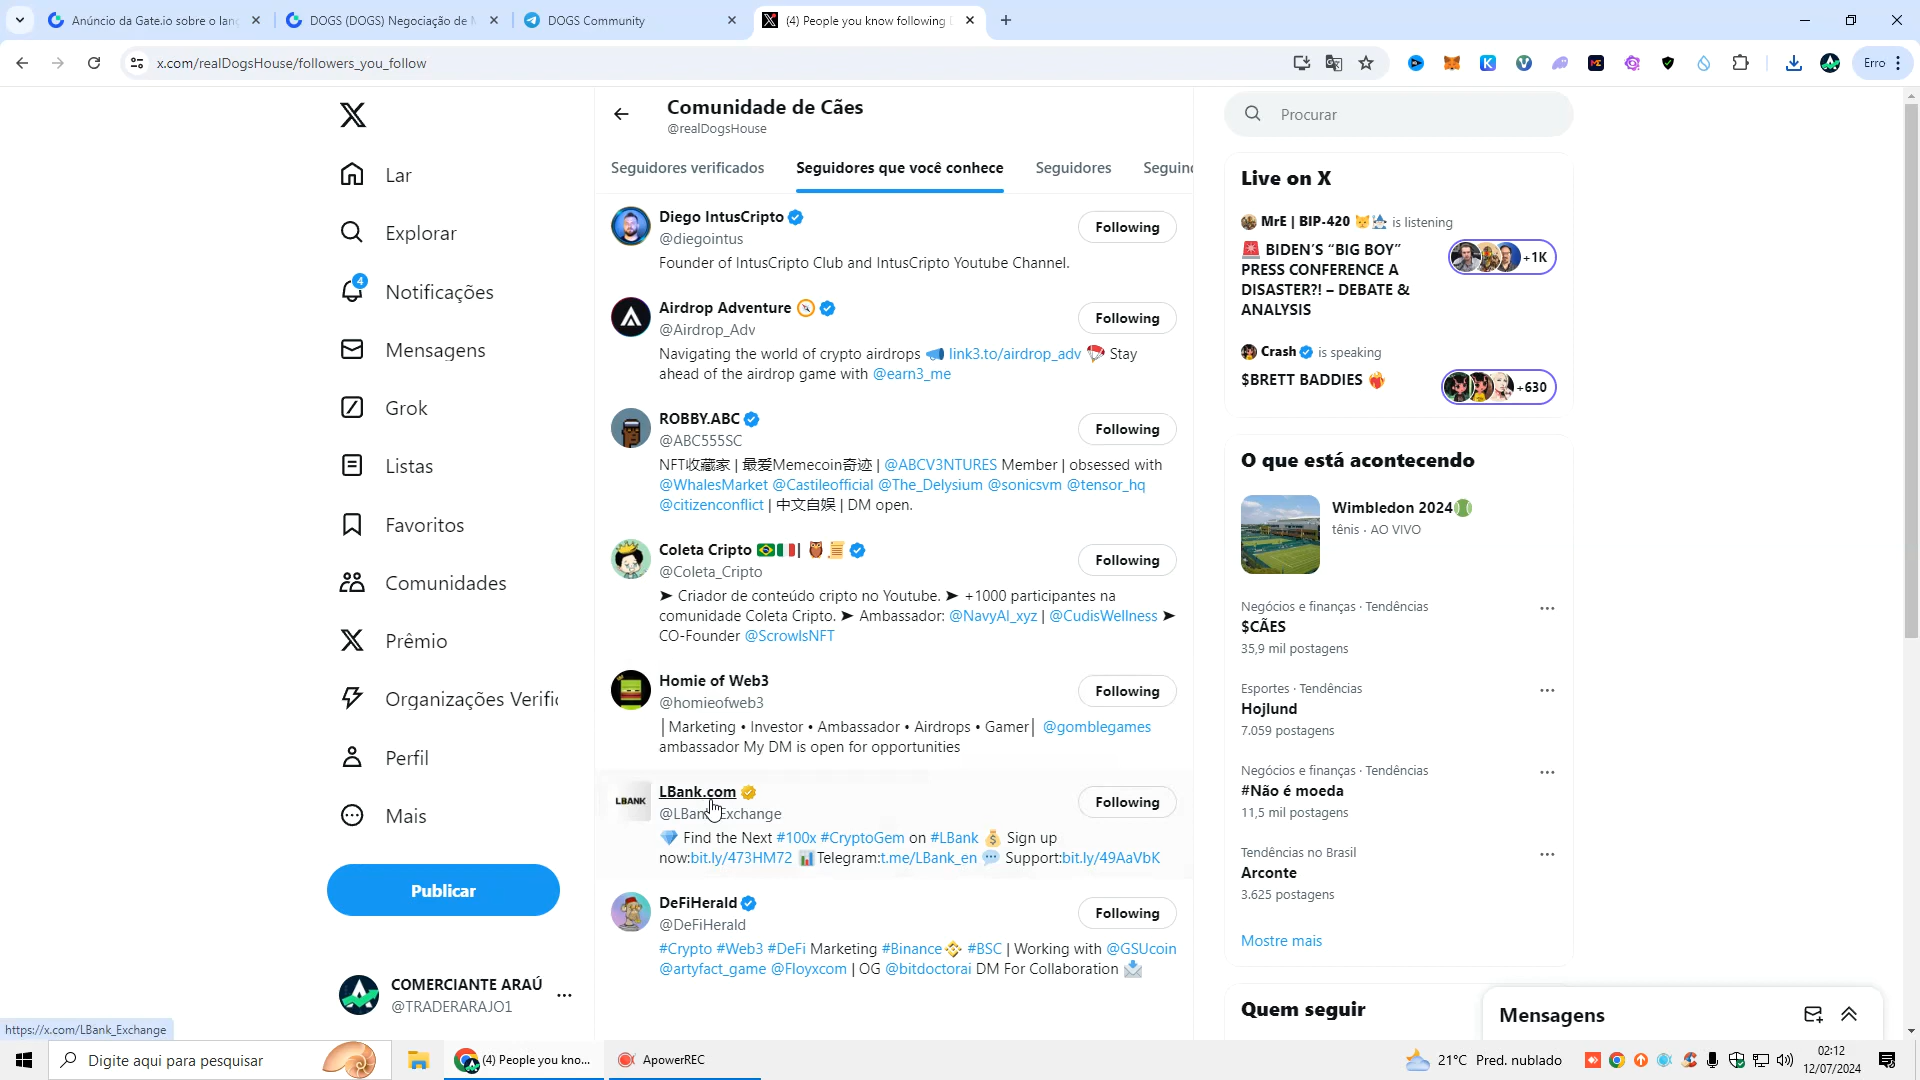 Anúncio da Gate.io sobre o lan
DOGS (DOGS) Negociação de M
DOGS Community
(4) People you know following
x.com/realDogsHouse/followers_you_follow
Erro
Lar
Explorar
4
Notificações
Mensagens
Grok
Listas
Favoritos
Comunidades
Prêmio
Organizações Verific
Perfil
Mais
Publicar
COMERCIANTE ARAÚ
@TRADERARAJO1
https://x.com/LBank_Exchange
Comunidade de Cães
@realDogsHouse
Seguidores verificados
Seguidores que você conhece
Seguidores
Seguind
Diego IntusCripto
@diegointus
Following
Founder of IntusCripto Club and IntusCripto Youtube Channel.
Airdrop Adventure
@Airdrop_Adv
Following
Navigating the world of crypto airdrops 📣 link3.to/airdrop_adv 🪂 Stay
ahead of the airdrop game with @earn3_me
ROBBY.ABC
@ABC555SC
Following
NFT收藏家 | 最爱Memecoin奇迹 | @ABCV3NTURES Member | obsessed with
@WhalesMarket @Castileofficial @The_Delysium @sonicsvm @tensor_hq
@citizenconflict | 中文自娱 | DM open.
Coleta Cripto 🇧🇷🇮🇹| 🦉📜
@Coleta_Cripto
Following
➤ Criador de conteúdo cripto no Youtube. ➤ +1000 participantes na
comunidade Coleta Cripto. ➤ Ambassador: @NavyAI_xyz | @CudisWellness ➤
CO-Founder @ScrowlsNFT
Homie of Web3
@homieofweb3
Following
│Marketing • Investor • Ambassador • Airdrops • Gamer│ @gomblegames
ambassador My DM is open for opportunities
LBANK
LBank.com
@LBank_Exchange
Following
💎 Find the Next #100x #CryptoGem on #LBank 💰 Sign up
now:bit.ly/473HM72 📊Telegram:t.me/LBank_en 💬 Support:bit.ly/49AaVbK
DeFiHerald
@DeFiHerald
Following
#Crypto #Web3 #DeFi Marketing #Binance #BSC | Working with @GSUcoin
@artyfact_game @Floyxcom | OG @bitdoctorai DM For Collaboration 📩
Procurar
Live on X
MrE | BIP-420 is listening
🚨 BIDEN'S “BIG BOY”
PRESS CONFERENCE A
DISASTER?! – DEBATE &
ANALYSIS
+1K
Crash is speaking
$BRETT BADDIES ❤️‍🔥
+630
O que está acontecendo
Wimbledon 2024
tênis · AO VIVO
Negócios e finanças · Tendências
$CÃES
35,9 mil postagens
Esportes · Tendências
Hojlund
7.059 postagens
Negócios e finanças · Tendências
#Não é moeda
11,5 mil postagens
Tendências no Brasil
Arconte
3.625 postagens
Mostre mais
Quem seguir
Mensagens
Digite aqui para pesquisar
(4) People you kno...
ApowerREC
21°C Pred. nublado
02:12
12/07/2024